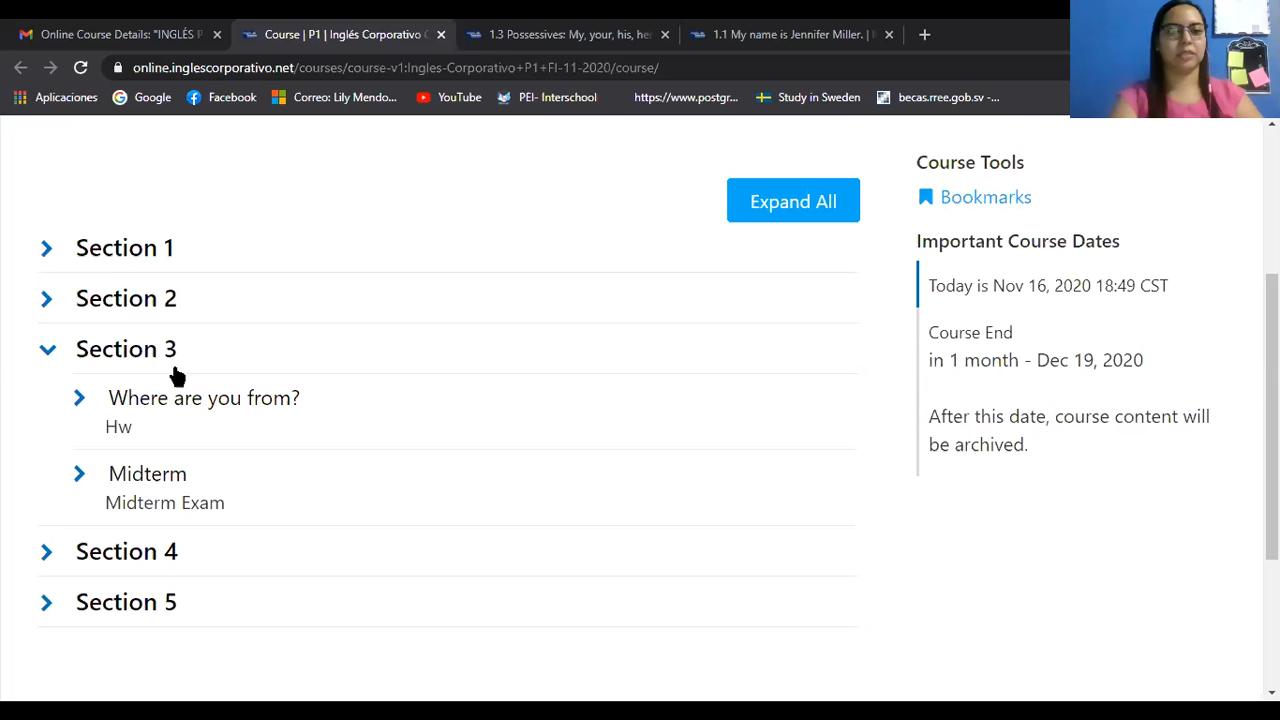 Online Course Details: "INGLÉS P
Course | P1 | Inglés Corporativo
1.3 Possessives: My, your, his, he
1.1 My name is Jennifer Miller. |
online.inglescorporativo.net/courses/course-v1:Ingles-Corporativo+P1+FI-11-2020/course/
Aplicaciones
Google
Facebook
Correo: Lily Mendo...
YouTube
PEI- Interschool
https://www.postgr...
Study in Sweden
becas.rree.gob.sv -...
Course Tools
Bookmarks
Expand All
Important Course Dates
Section 1
Today is Nov 16, 2020 18:49 CST
Section 2
Course End
in 1 month - Dec 19, 2020
Section 3
Where are you from?
Hw
After this date, course content will
be archived.
Midterm
Midterm Exam
Section 4
Section 5